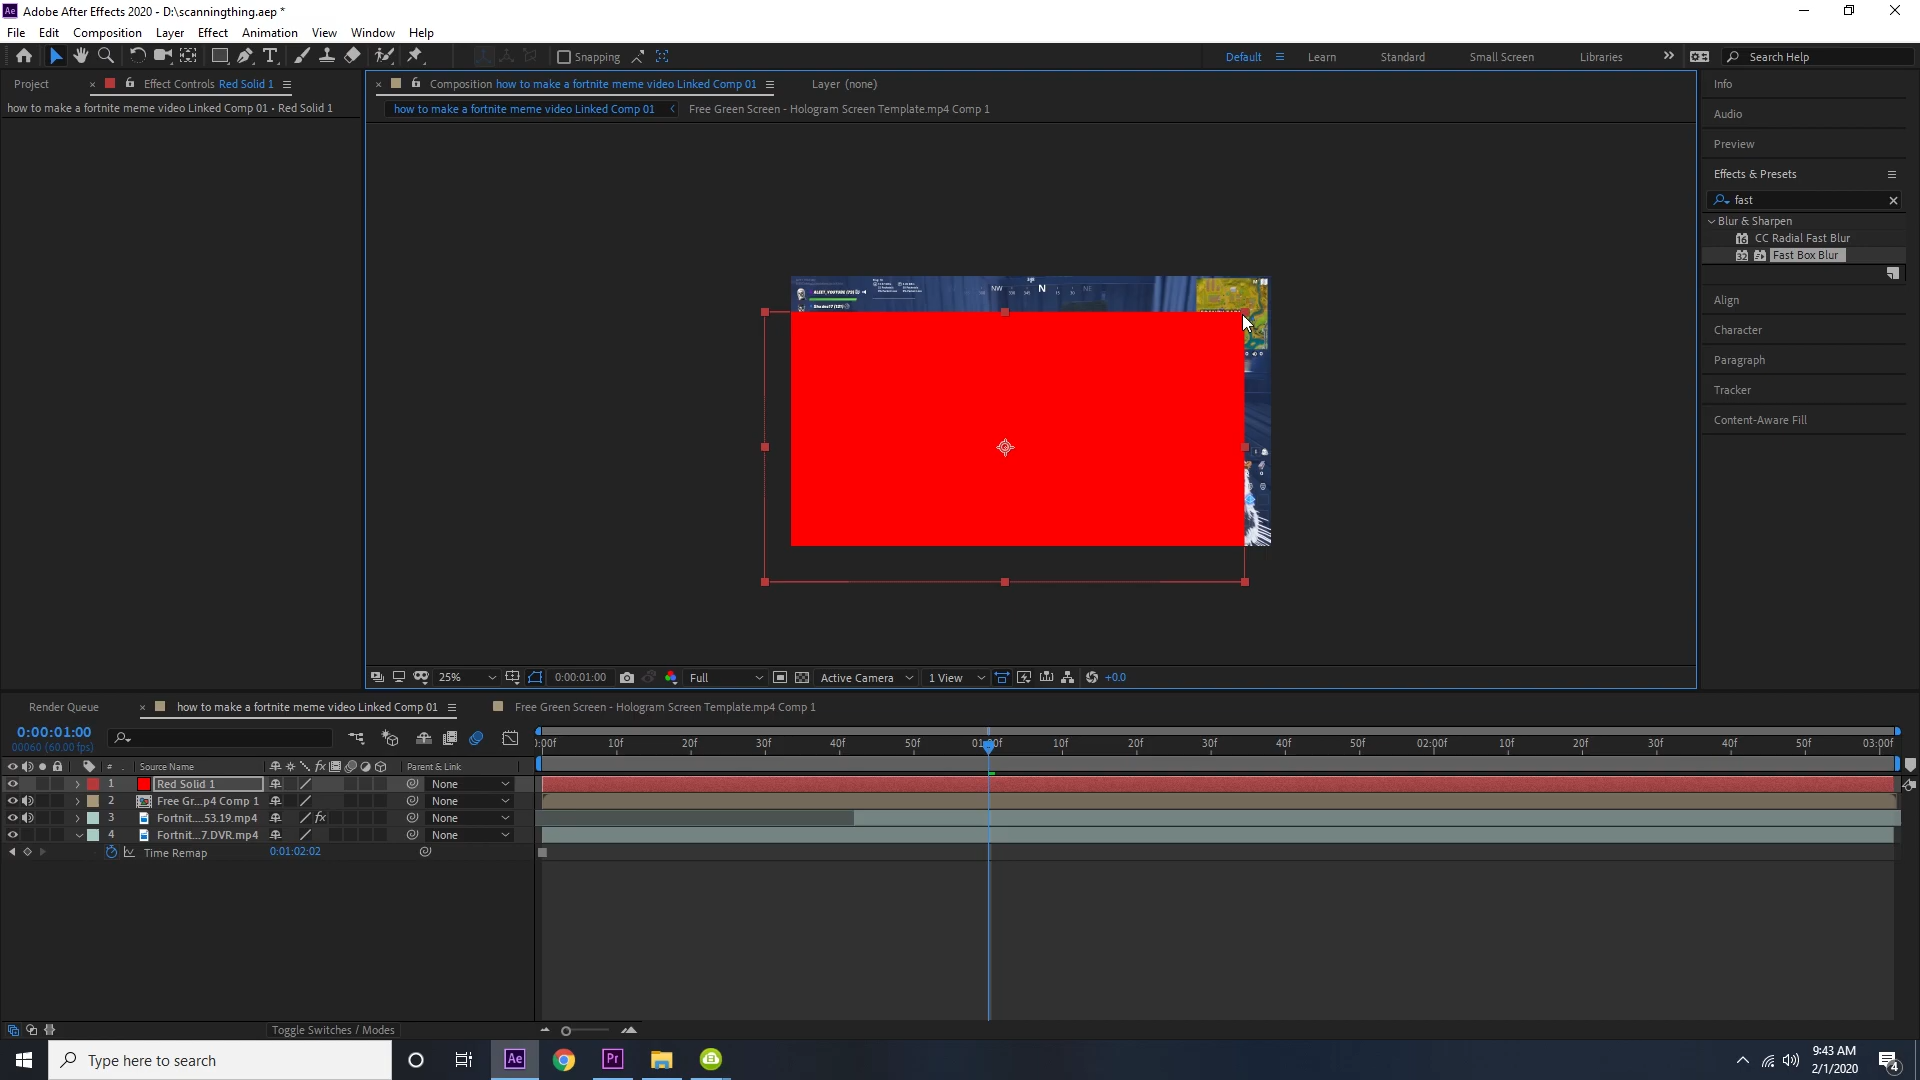 Adobe After Effects 2020 - D:\scanningthing.aep *
File Edit Composition Layer Effect Animation View Window Help
Snapping
Default Learn Standard Small Screen Libraries Search Help
Project Effect Controls Red Solid 1
Composition how to make a fortnite meme video Linked Comp 01 Layer (none)
Info
how to make a fortnite meme video Linked Comp 01 • Red Solid 1
how to make a fortnite meme video Linked Comp 01 Free Green Screen - Hologram Screen Template.mp4 Comp 1
Audio
Preview
Effects & Presets
fast
Blur & Sharpen
CC Radial Fast Blur
Fast Box Blur
Align
Character
Paragraph
Tracker
Content-Aware Fill
NW N NE
25% 0:00:01:00 Full Active Camera 1 View +0.0
Render Queue how to make a fortnite meme video Linked Comp 01 Free Green Screen - Hologram Screen Template.mp4 Comp 1
0:00:01:00
00060 (60.00 fps)
:00f 10f 20f 30f 40f 50f 01:00f 10f 20f 30f 40f 50f 02:00f 10f 20f 30f 40f 50f 03:00f
# Source Name fx Parent & Link
1 Red Solid 1 None
2 Free Gr...p4 Comp 1 None
3 Fortnit....53.19.mp4 fx None
4 Fortnit...7.DVR.mp4 None
Time Remap 0:01:02:02
Toggle Switches / Modes
Type here to search
Ae Pr
9:43 AM
2/1/2020
4